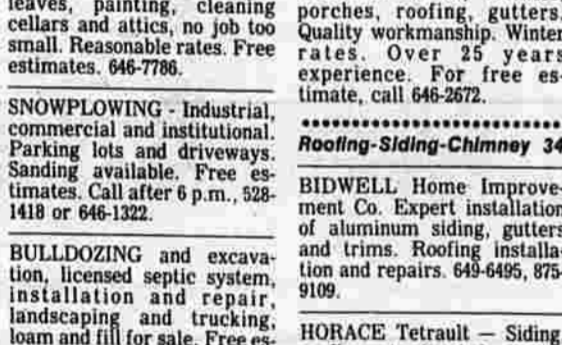 leaves, painting, cleaning
cellars and attics, no job too
small. Reasonable rates. Free
estimates. 646-7786.
SNOWPLOWING - Industrial,
commercial and institutional.
Parking lots and driveways.
Sanding available. Free es-
timates. Call after 6 p.m., 528-
1418 or 646-1322.
BULLDOZING and excava-
tion, licensed septic system,
installation and repair,
landscaping and trucking,
loam and fill for sale. Free es-
porches, roofing, gutters.
Quality workmanship. Winter
rates. Over 25 years
experience. For free es-
timate, call 646-2672.
Roofing-Siding-Chimney 34
BIDWELL Home Improve-
ment Co. Expert installation
of aluminum siding, gutters
and trims. Roofing installa-
tion and repairs. 649-6495, 875-
9109.
HORACE Tetrault — Siding